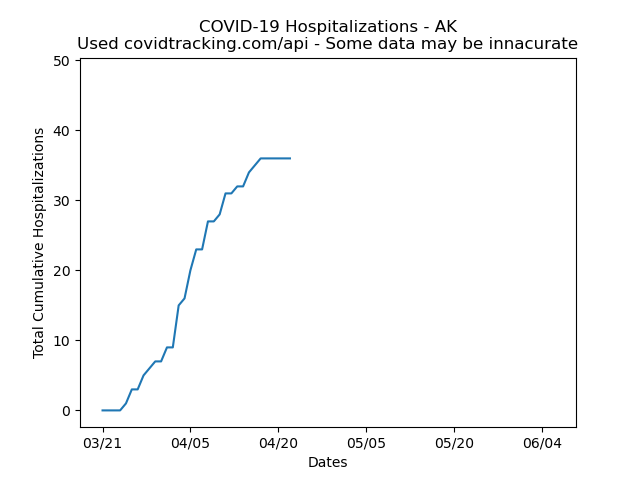 COVID-19 Hospitalizations - AK
Used covidtracking.com/api - Some data may be innacurate
50
40
30
20
10
0
Total Cumulative Hospitalizations
03/21 04/05 04/20 05/05 05/20 06/04
Dates